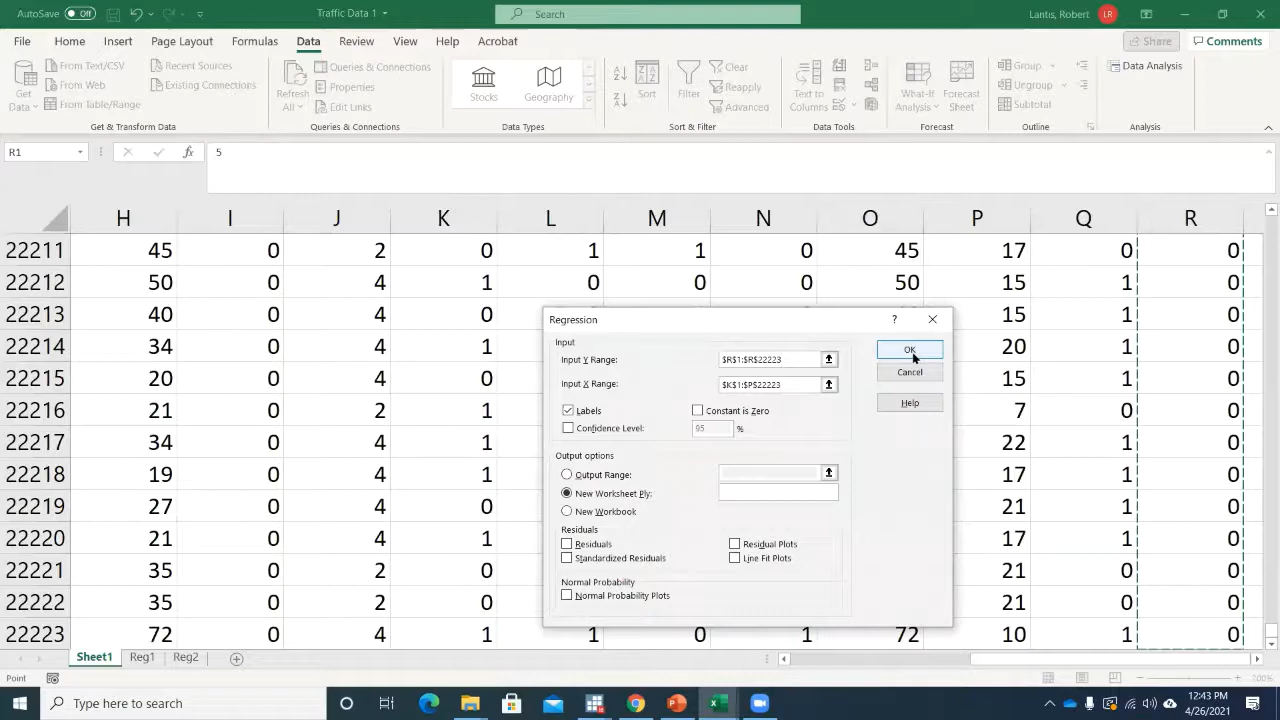 AutoSave Off Traffic Data 1 Search Lantis, Robert LR
File Home Insert Page Layout Formulas Data Review View Help Acrobat Share Comments
Get Data From Text/CSV Recent Sources
From Web Existing Connections
From Table/Range
Get & Transform Data
Refresh All Queries & Connections
Properties
Edit Links
Queries & Connections
Stocks Geography
Data Types
Sort Filter Clear
Reapply
Advanced
Sort & Filter
Text to Columns
Data Tools
What-If Analysis Forecast Sheet
Forecast
Group
Ungroup
Subtotal
Outline
Data Analysis
Analysis
R1 fx 5
H I J K L M N O P Q R
22211 45 0 2 0 1 1 0 45 17 0 0
22212 50 0 4 1 0 0 0 50 15 1 0
22213 40 0 4 0 15 1 0
22214 34 0 4 1 20 1 0
22215 20 0 4 0 15 1 0
22216 21 0 2 1 7 0 0
22217 34 0 4 1 22 1 0
22218 19 0 4 1 17 1 0
22219 27 0 4 0 21 1 0
22220 21 0 4 1 17 1 0
22221 35 0 2 0 21 0 0
22222 35 0 2 0 21 0 0
22223 72 0 4 1 1 0 1 72 10 1 0
Regression ?
Input
Input Y Range: $R$1:$R$22223
Input X Range: $K$1:$P$22223
Labels Constant is Zero
Confidence Level: 95 %
Output options
Output Range:
New Worksheet Ply:
New Workbook
Residuals
Residuals Residual Plots
Standardized Residuals Line Fit Plots
Normal Probability
Normal Probability Plots
OK
Cancel
Help
Sheet1 Reg1 Reg2
Point 200%
Type here to search
12:43 PM
4/26/2021